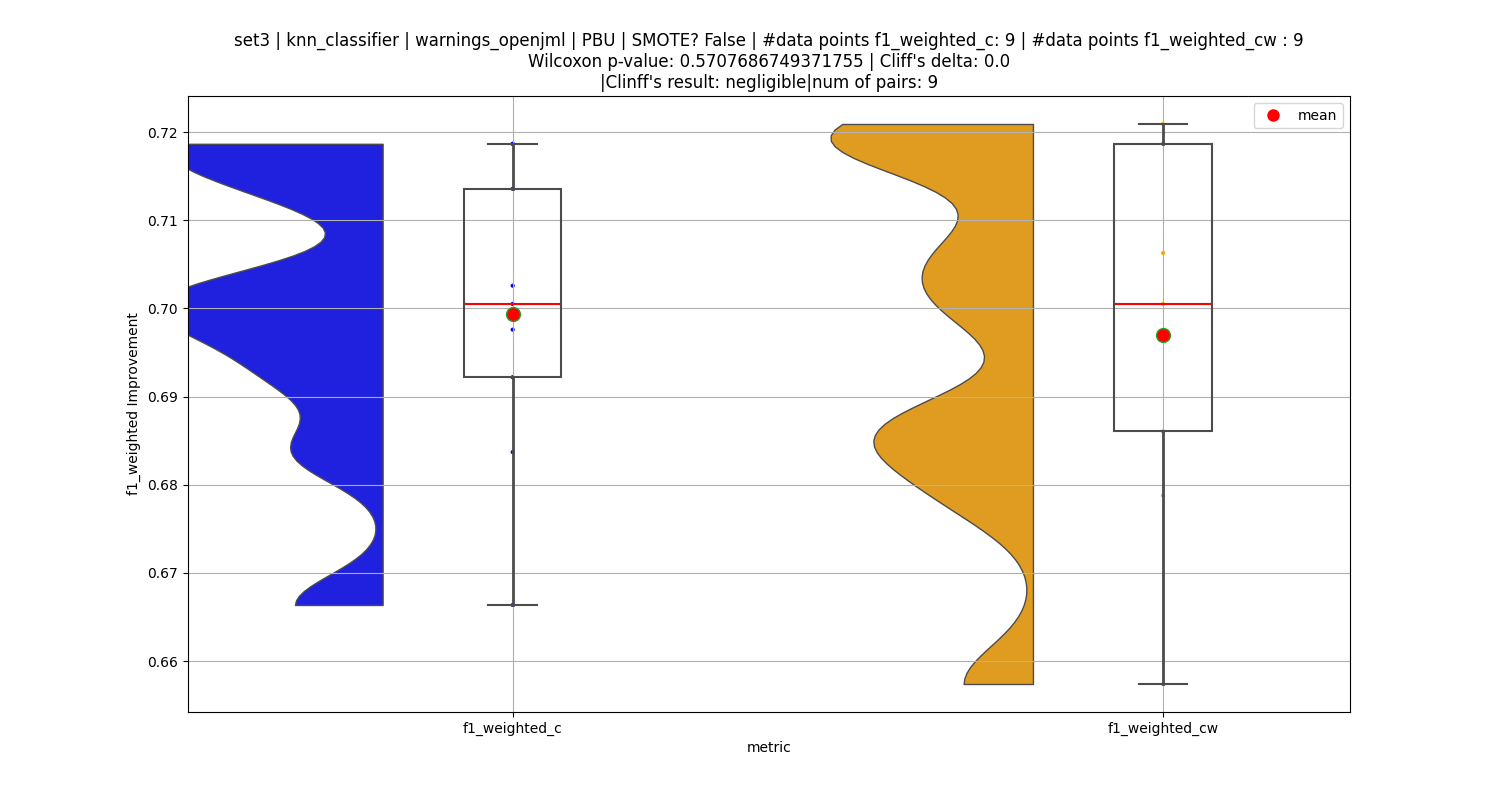 set3 | knn_classifier | warnings_openjml | PBU | SMOTE? False | #data points f1_weighted_c: 9 | #data points f1_weighted_cw : 9
Wilcoxon p-value: 0.5707686749371755 | Cliff's delta: 0.0
|Clinff's result: negligible|num of pairs: 9
mean
0.72
0.71
0.70
0.69
0.68
0.67
0.66
f1_weighted Improvement
f1_weighted_c
f1_weighted_cw
metric